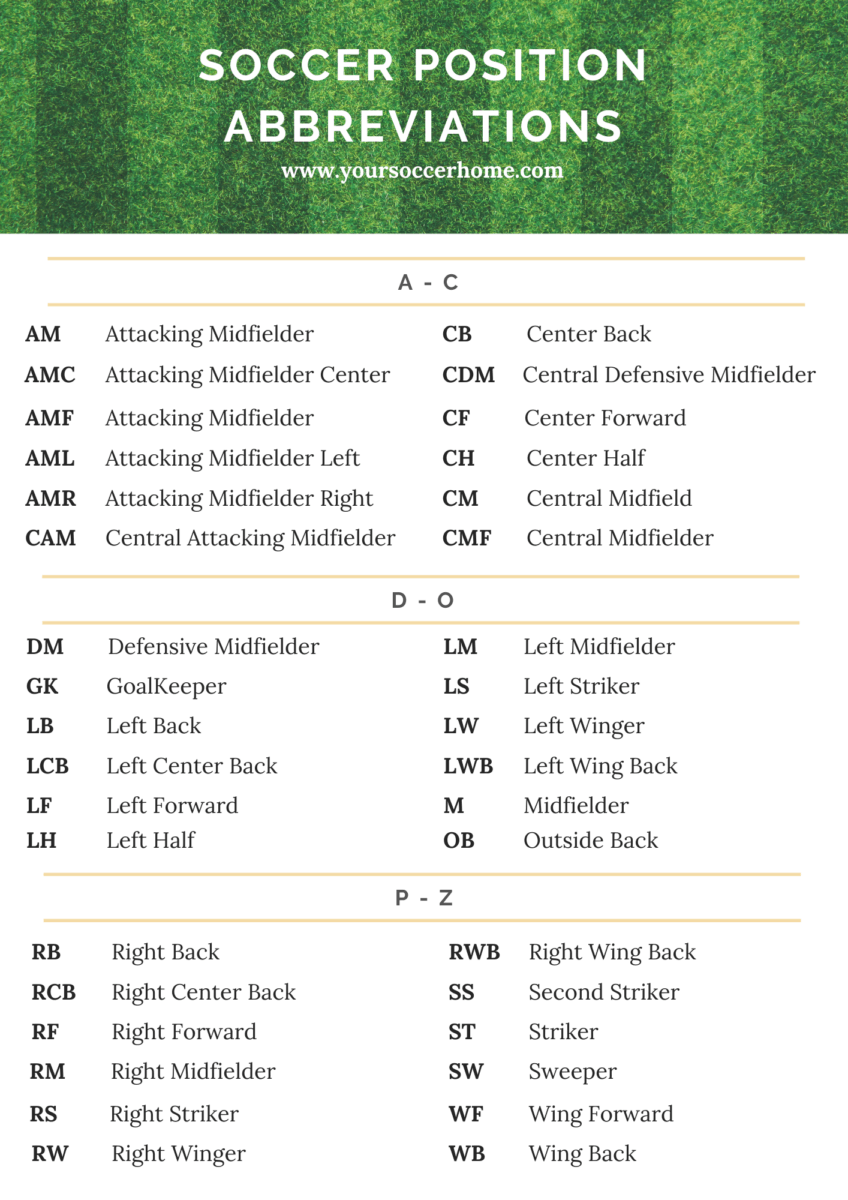 SOCCER POSITION
ABBREVIATIONS
www.yoursoccerhome.com
A - C
AM Attacking Midfielder
AMC Attacking Midfielder Center
AMF Attacking Midfielder
AML Attacking Midfielder Left
AMR Attacking Midfielder Right
CAM Central Attacking Midfielder
CB Center Back
CDM Central Defensive Midfielder
CF Center Forward
CH Center Half
CM Central Midfield
CMF Central Midfielder
D - O
DM Defensive Midfielder
GK GoalKeeper
LB Left Back
LCB Left Center Back
LF Left Forward
LH Left Half
LM Left Midfielder
LS Left Striker
LW Left Winger
LWB Left Wing Back
M Midfielder
OB Outside Back
P - Z
RB Right Back
RCB Right Center Back
RF Right Forward
RM Right Midfielder
RS Right Striker
RW Right Winger
RWB Right Wing Back
SS Second Striker
ST Striker
SW Sweeper
WF Wing Forward
WB Wing Back